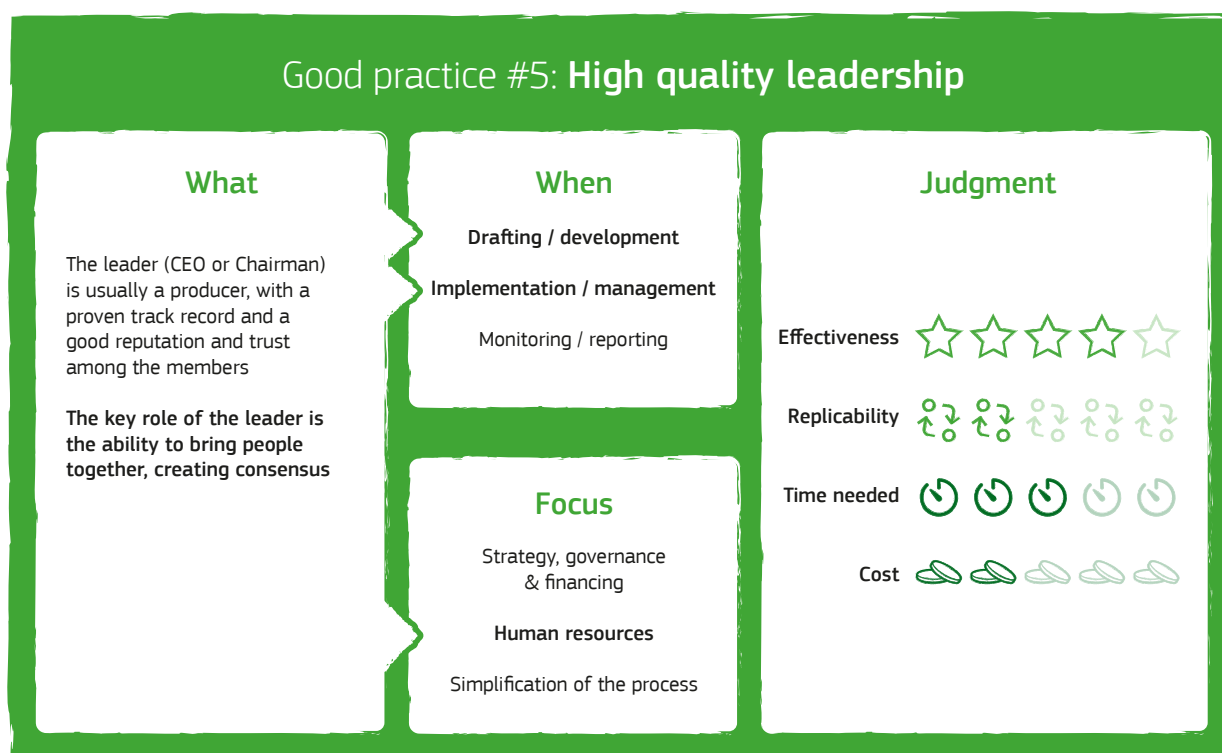 Good practice #5: High quality leadership
What
The leader (CEO or Chairman)
is usually a producer, with a
proven track record and a
good reputation and trust
among the members
The key role of the leader is
the ability to bring people
together, creating consensus
When
Drafting / development
Implementation / management
Monitoring / reporting
Focus
Strategy, governance
& financing
Human resources
Simplification of the process
Judgment
Effectiveness
Replicability
Time needed
Cost